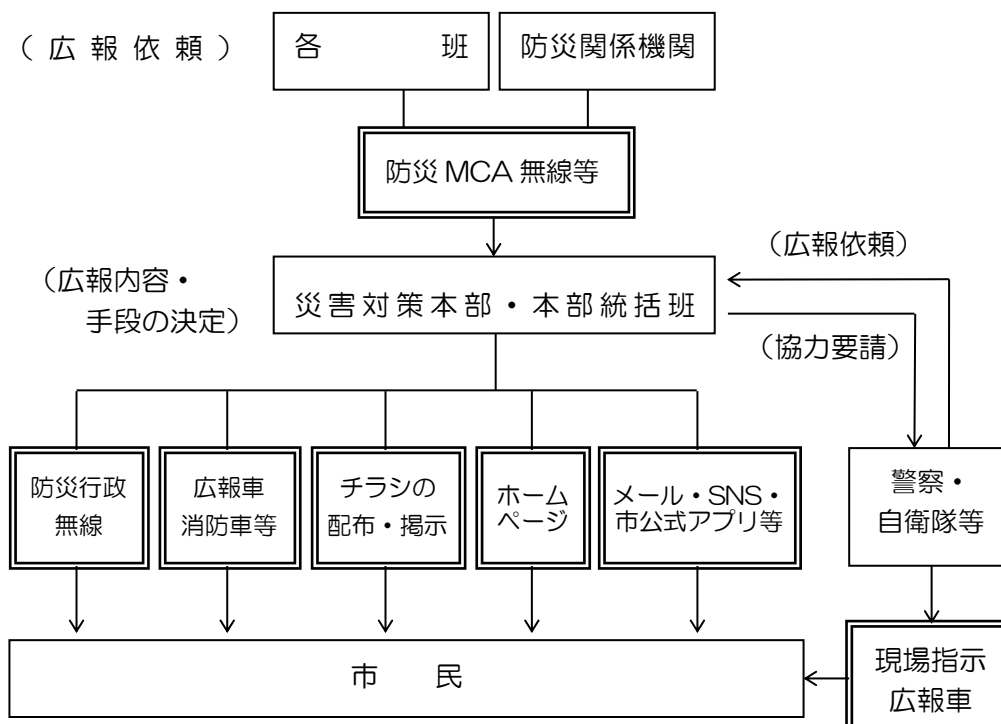 （広報依頼）
各　　　班
防災関係機関
防災 MCA 無線等
（広報依頼）
（広報内容・
手段の決定）
災害対策本部・本部統括班
（協力要請）
防災行政
無線
広報車
消防車等
チラシの
配布・掲示
ホーム
ページ
メール・SNS・
市公式アプリ等
警察・
自衛隊等
市　　民
現場指示
広報車